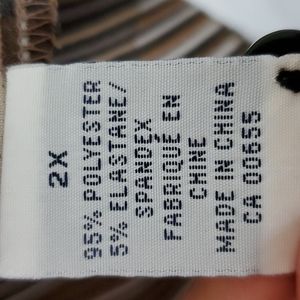 2X
95% POLYESTER
5% ELASTANE/
SPANDEX
FABRIQUE EN
CHINE
MADE IN CHINA
CA 00655